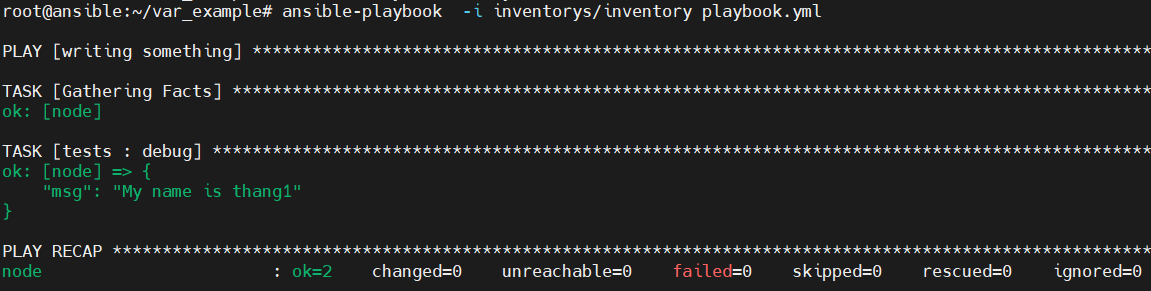 root@ansible:~/var_example# ansible-playbook  -i inventorys/inventory playbook.yml
PLAY [writing something] ******************************************************************************************
TASK [Gathering Facts] ********************************************************************************************
ok: [node]
TASK [tests : debug] **********************************************************************************************
ok: [node] => {
    "msg": "My name is thang1"
}
PLAY RECAP ********************************************************************************************************
node                       : ok=2    changed=0    unreachable=0    failed=0    skipped=0    rescued=0    ignored=0